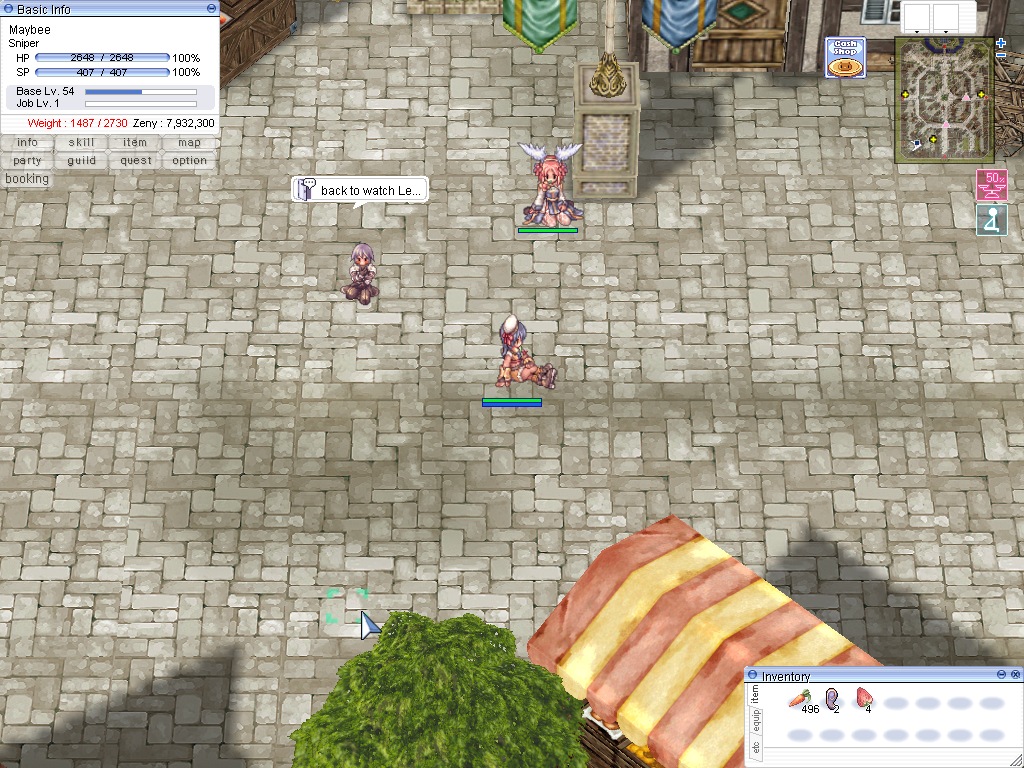 Basic Info
Maybee
Sniper
HP 2648 / 2648 100%
SP 407 / 407 100%
Base Lv. 54
Job Lv. 1
Weight : 1487 / 2730 Zeny : 7,932,300
info skill item map
party guild quest option
booking
back to watch Le...
Cash Shop
50%
Inventory
item
equip
etc
496 2 4